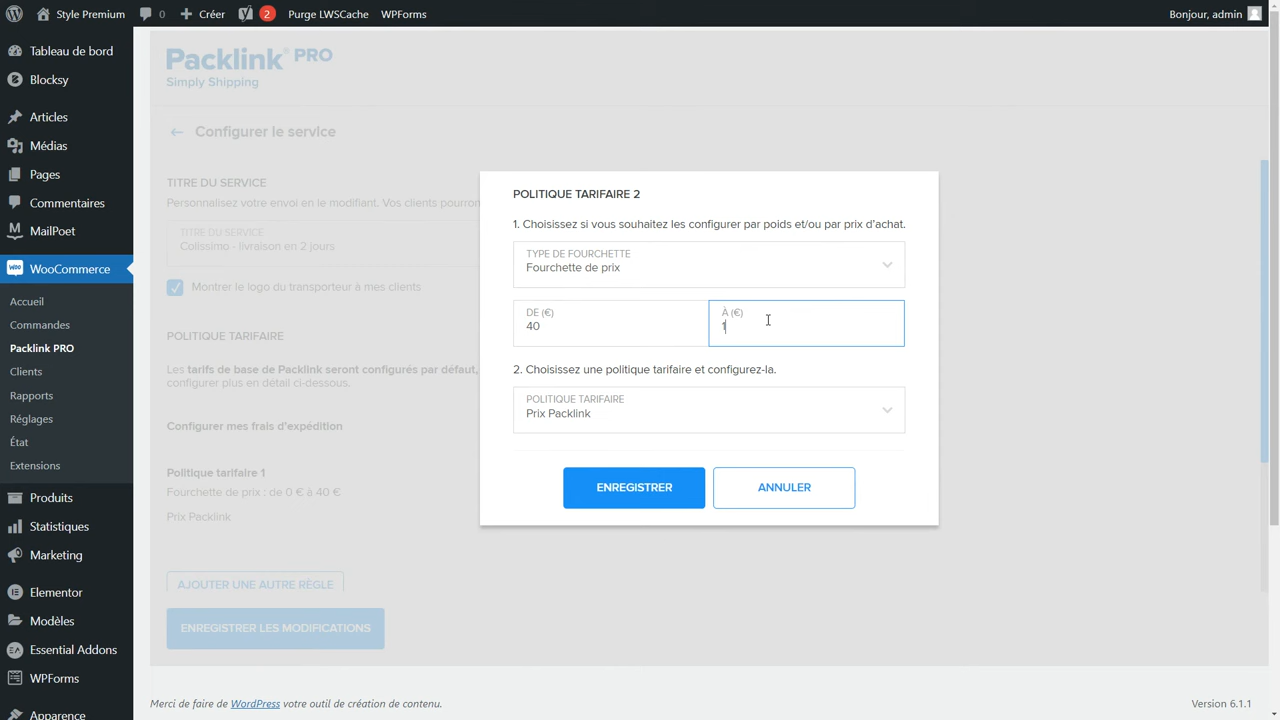 Style Premium
0
Créer
2
Purge LWSCache
WPForms
Bonjour, admin
Tableau de bord
Blocksy
Articles
Médias
Pages
Commentaires
MailPoet
WooCommerce
Accueil
Commandes
Packlink PRO
Clients
Rapports
Réglages
État
Extensions
Produits
Statistiques
Marketing
Elementor
Modèles
Essential Addons
WPForms
Apparence
Packlink® PRO
Simply Shipping
← Configurer le service
TITRE DU SERVICE
Personnalisez votre envoi en le modifiant. Vos clients pourron
TITRE DU SERVICE
Colissimo - livraison en 2 jours
Montrer le logo du transporteur à mes clients
POLITIQUE TARIFAIRE
Les tarifs de base de Packlink seront configurés par défaut,
configurer plus en détail ci-dessous.
Configurer mes frais d'expédition
Politique tarifaire 1
Fourchette de prix : de 0 € à 40 €
Prix Packlink
AJOUTER UNE AUTRE RÈGLE
ENREGISTRER LES MODIFICATIONS
POLITIQUE TARIFAIRE 2
1. Choisissez si vous souhaitez les configurer par poids et/ou par prix d'achat.
TYPE DE FOURCHETTE
Fourchette de prix
DE (€)
40
À (€)
1
2. Choisissez une politique tarifaire et configurez-la.
POLITIQUE TARIFAIRE
Prix Packlink
ENREGISTRER
ANNULER
Merci de faire de WordPress votre outil de création de contenu.
Version 6.1.1